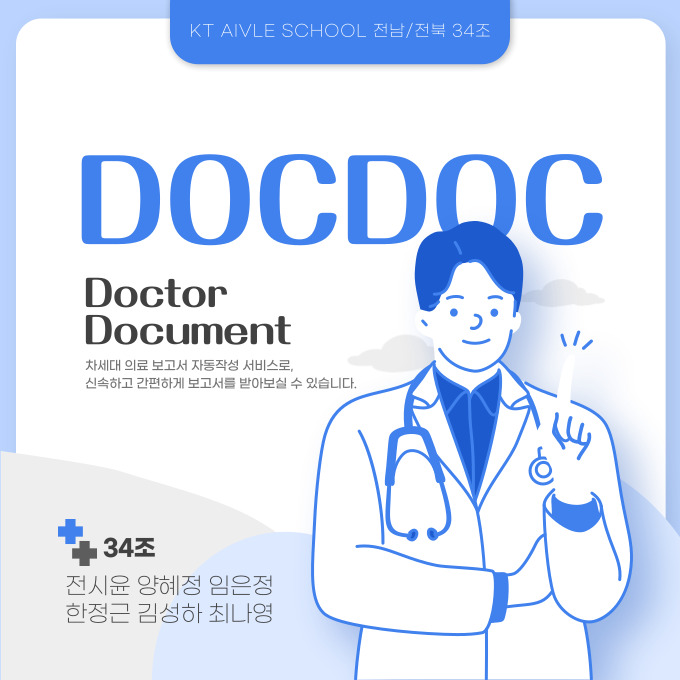 KT AIVLE SCHOOL 전남/전북 34조
DOCDOC
Doctor
Document
차세대 의료 보고서 자동작성 서비스로,
신속하고 간편하게 보고서를 받아보실 수 있습니다.
34조
전시윤 양혜정 임은정
한정근 김성하 최나영